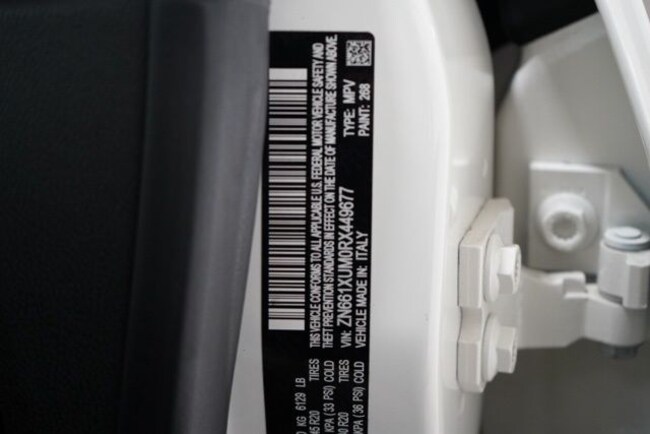 THIS VEHICLE CONFORMS TO ALL APPLICABLE U.S. FEDERAL MOTOR VEHICLE SAFETY AND
THEFT PREVENTION STANDARDS IN EFFECT ON THE DATE OF MANUFACTURE SHOWN ABOVE.
VIN: ZN661XUM0RX449677 TYPE: MPV
VEHICLE MADE IN: ITALY PAINT: 268
KG 6129 LB
R20 TIRES
KPA (33 PSI) COLD
R20 TIRES
KPA (36 PSI) COLD